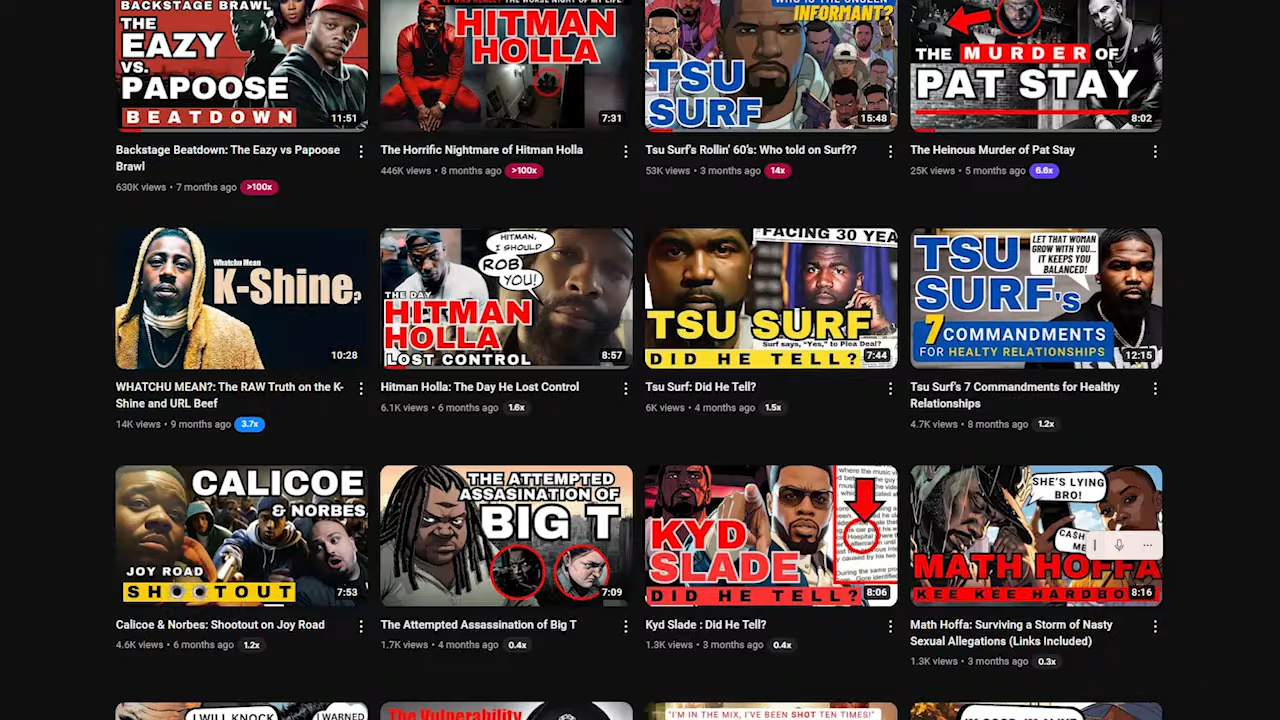 BACKSTAGE BRAWL
THE
EAZY
VS.
PAPOOSE
BEATDOWN
11:51
HITMAN
HOLLA
7:31
INFORMANT?
TSU
SURF
15:48
THE MURDER OF
PAT STAY
8:02
Backstage Beatdown: The Eazy vs Papoose
Brawl
630K views • 7 months ago >100x
The Horrific Nightmare of Hitman Holla
446K views • 8 months ago >100x
Tsu Surf's Rollin' 60's: Who told on Surf??
53K views • 3 months ago 14x
The Heinous Murder of Pat Stay
25K views • 5 months ago 6.6x
Whatchu Mean
K-Shine?
10:28
HITMAN,
I SHOULD
ROB
YOU!
THE DAY
HITMAN
HOLLA
LOST CONTROL
8:57
FACING 30 YEA
TSU SURF
Surf says, "Yes," to Plea Deal?
DID HE TELL?
7:44
TSU
SURF's
LET THAT WOMAN
GROW WITH YOU...
IT KEEPS YOU
BALANCED!
7 COMMANDMENTS
FOR HEALTY RELATIONSHIPS
12:15
WHATCHU MEAN?: The RAW Truth on the K-
Shine and URL Beef
14K views • 9 months ago 3.7x
Hitman Holla: The Day He Lost Control
6.1K views • 6 months ago 1.6x
Tsu Surf: Did He Tell?
6K views • 4 months ago 1.5x
Tsu Surf's 7 Commandments for Healthy
Relationships
4.7K views • 8 months ago 1.2x
CALICOE
& NORBES
JOY ROAD
SHOOTOUT
7:53
THE ATTEMPTED
ASSASINATION OF
BIG T
7:09
KYD
SLADE
DID HE TELL?
Hospital
During the same pro
8:06
SHE'S LYING
BRO!
MATH HOFFA
KEE KEE HARDBO
8:16
Calicoe & Norbes: Shootout on Joy Road
4.6K views • 6 months ago 1.2x
The Attempted Assassination of Big T
1.7K views • 4 months ago 0.4x
Kyd Slade : Did He Tell?
1.3K views • 3 months ago 0.4x
Math Hoffa: Surviving a Storm of Nasty
Sexual Allegations (Links Included)
1.3K views • 3 months ago 0.3x
I WILL KNOCK
I WARNED
The Vulnerability
"I'M IN THE MIX, I'VE BEEN SHOT TEN TIMES!"